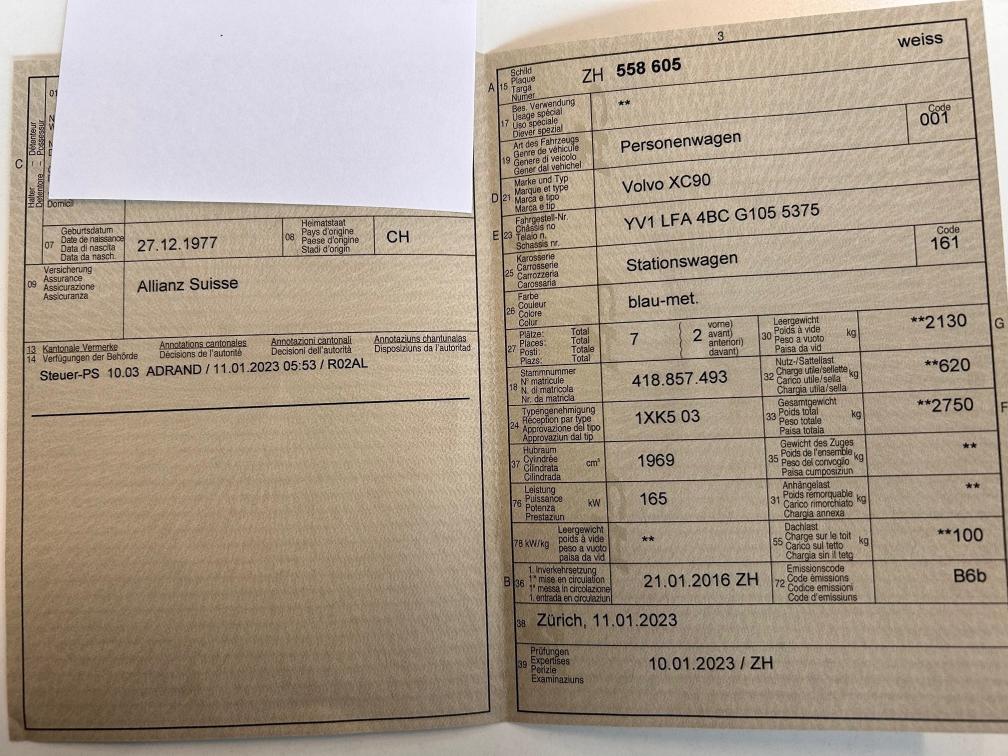 C
Halter – Détenteur
Detentore – Possessur
01
Domicil
07
Geburtsdatum
Date de naissance
Data di nascita
Data da nasch.
27.12.1977
08
Heimatstaat
Pays d'origine
Paese d'origine
Stadi d'origin
CH
09
Versicherung
Assurance
Assicurazione
Assicuranza
Allianz Suisse
13 Kantonale Vermerke Annotations cantonales Annotazioni cantonali Annotaziuns chantunalas
14 Verfügungen der Behörde Décisions de l'autorité Decisioni dell'autorità Disposiziuns da l'autoritad
Steuer-PS 10.03 ADRAND / 11.01.2023 05:53 / R02AL
3
A 15
Schild
Plaque
Targa
Numer
ZH 558 605
weiss
17
Bes. Verwendung
Usage spécial
Uso speciale
Diever spezial
**
19
Art des Fahrzeugs
Genre de véhicule
Genere di veicolo
Gener dal vehichel
Personenwagen
Code
001
D 21
Marke und Typ
Marque et type
Marca e tipo
Marca e tip
Volvo XC90
E 23
Fahrgestell-Nr.
Châssis no
Telaio n.
Schassis nr.
YV1 LFA 4BC G105 5375
25
Karosserie
Carrosserie
Carrozzeria
Carossaria
Stationswagen
Code
161
26
Farbe
Couleur
Colore
Colur
blau-met.
27
Plätze: Total
Places: Total
Posti: Totale
Plazs: Total
7
2
vorne)
avant)
anteriori)
davant)
30
Leergewicht
Poids à vide
Peso a vuoto
Paisa da vid
kg
**2130
G
18
Stammnummer
N° matricule
N. di matricola
Nr. da matricla
418.857.493
32
Nutz-/Sattellast
Charge utile/sellette
Carico utile/sella
Chargia utila/sella
kg
**620
24
Typengenehmigung
Réception par type
Approvazione del tipo
Approvaziun dal tip
1XK5 03
33
Gesamtgewicht
Poids total
Peso totale
Paisa totala
kg
**2750
F
37
Hubraum
Cylindrée
Cilindrata
Cilindrada
cm³
1969
35
Gewicht des Zuges
Poids de l'ensemble
Peso del convoglio
Paisa cumposiziun
kg
**
76
Leistung
Puissance
Potenza
Prestaziun
kW
165
31
Anhängelast
Poids remorquable
Carico rimorchiato
Chargia annexa
kg
**
78 kW/kg
Leergewicht
poids à vide
peso a vuoto
paisa da vid
**
55
Dachlast
Charge sur le toit
Carico sul tetto
Chargia sin il tetg
kg
**100
B 36
1. Inverkehrsetzung
1re mise en circulation
1a messa in circolazione
1. entrada en circulaziun
21.01.2016 ZH
72
Emissionscode
Code émissions
Codice emissioni
Code d'emissiuns
B6b
38
Zürich, 11.01.2023
39
Prüfungen
Expertises
Perizie
Examinaziuns
10.01.2023 / ZH